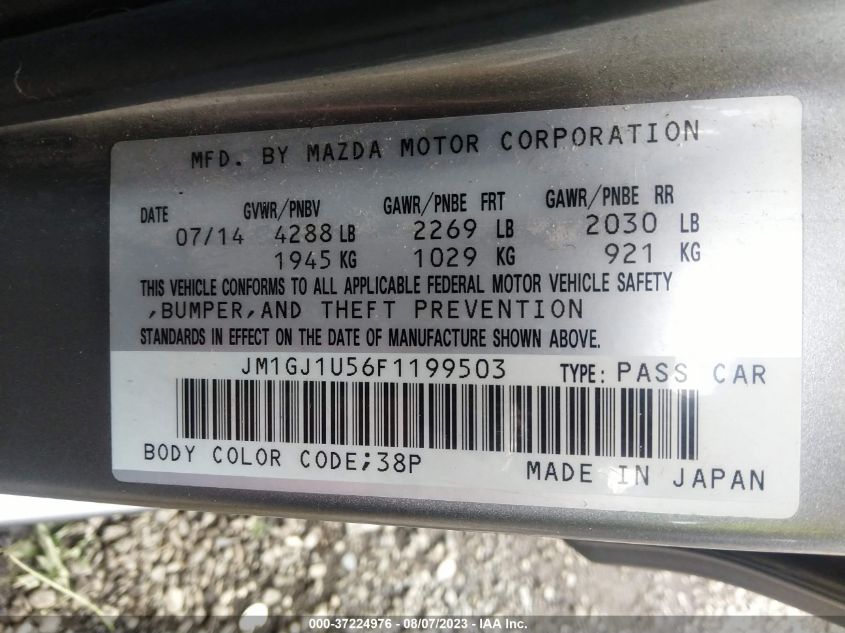 MFD. BY MAZDA MOTOR CORPORATION
DATE GVWR/PNBV GAWR/PNBE FRT GAWR/PNBE RR
07/14 4288 LB 2269 LB 2030 LB
1945 KG 1029 KG 921 KG
THIS VEHICLE CONFORMS TO ALL APPLICABLE FEDERAL MOTOR VEHICLE SAFETY
,BUMPER,AND THEFT PREVENTION
STANDARDS IN EFFECT ON THE DATE OF MANUFACTURE SHOWN ABOVE.
JM1GJ1U56F1199503 TYPE: PASS CAR
BODY COLOR CODE;38P MADE IN JAPAN
000-37224976 - 08/07/2023 - IAA Inc.